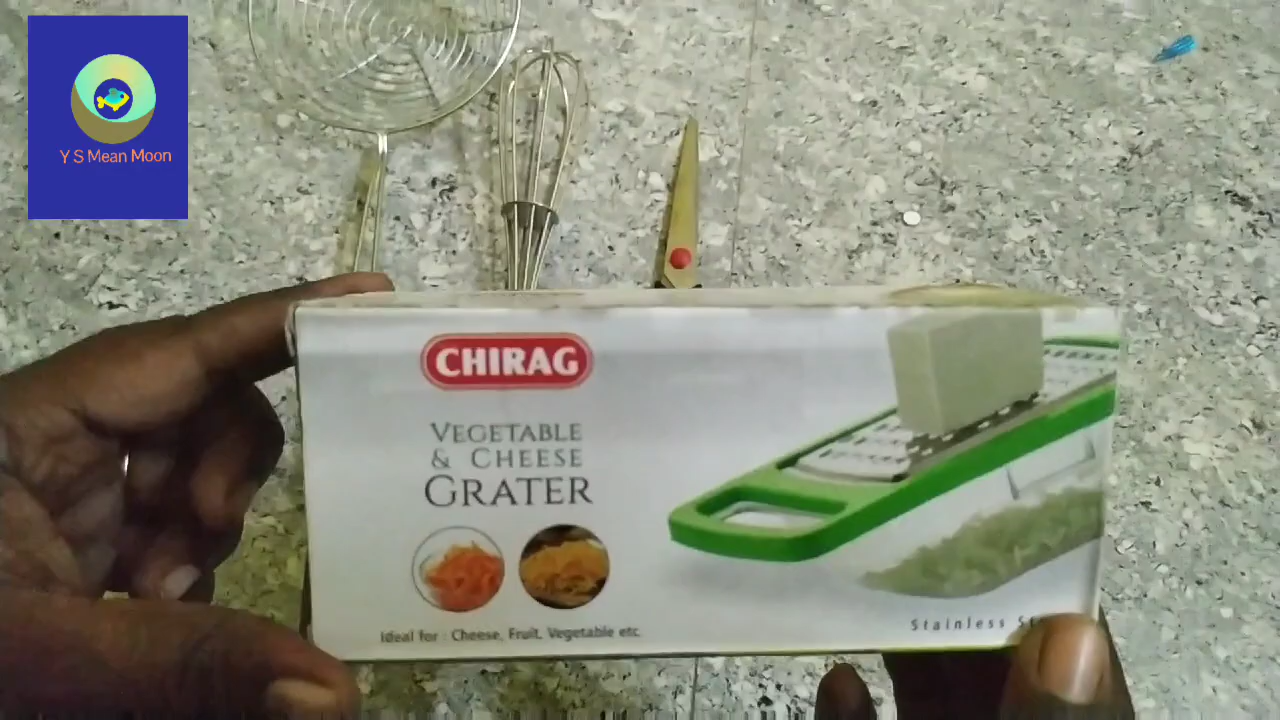 Y S Mean Moon
CHIRAG
VEGETABLE
& CHEESE
GRATER
Ideal for : Cheese, Fruit, Vegetable etc.
Stainless